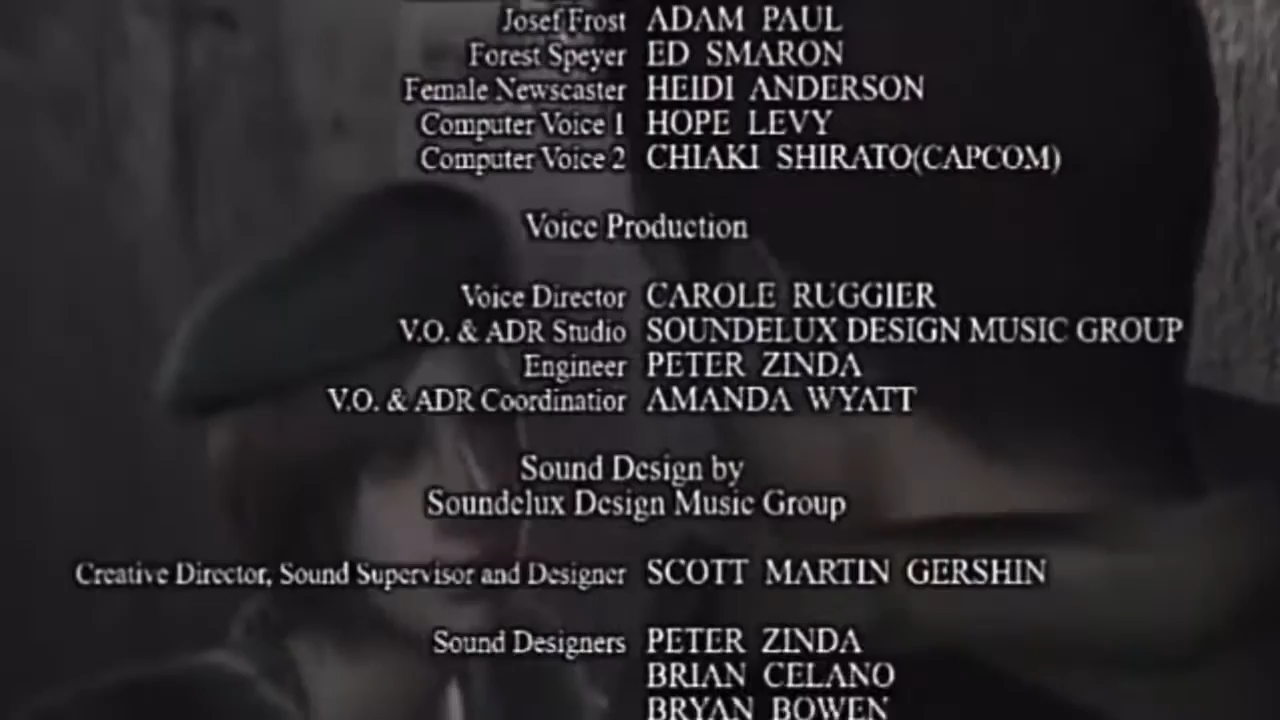 Josef Frost ADAM PAUL
Forest Speyer ED SMARON
Female Newscaster HEIDI ANDERSON
Computer Voice 1 HOPE LEVY
Computer Voice 2 CHIAKI SHIRATO(CAPCOM)
Voice Production
Voice Director CAROLE RUGGIER
V.O. & ADR Studio SOUNDELUX DESIGN MUSIC GROUP
Engineer PETER ZINDA
V.O. & ADR Coordinatior AMANDA WYATT
Sound Design by
Soundelux Design Music Group
Creative Director, Sound Supervisor and Designer SCOTT MARTIN GERSHIN
Sound Designers PETER ZINDA
BRIAN CELANO
BRYAN BOWEN